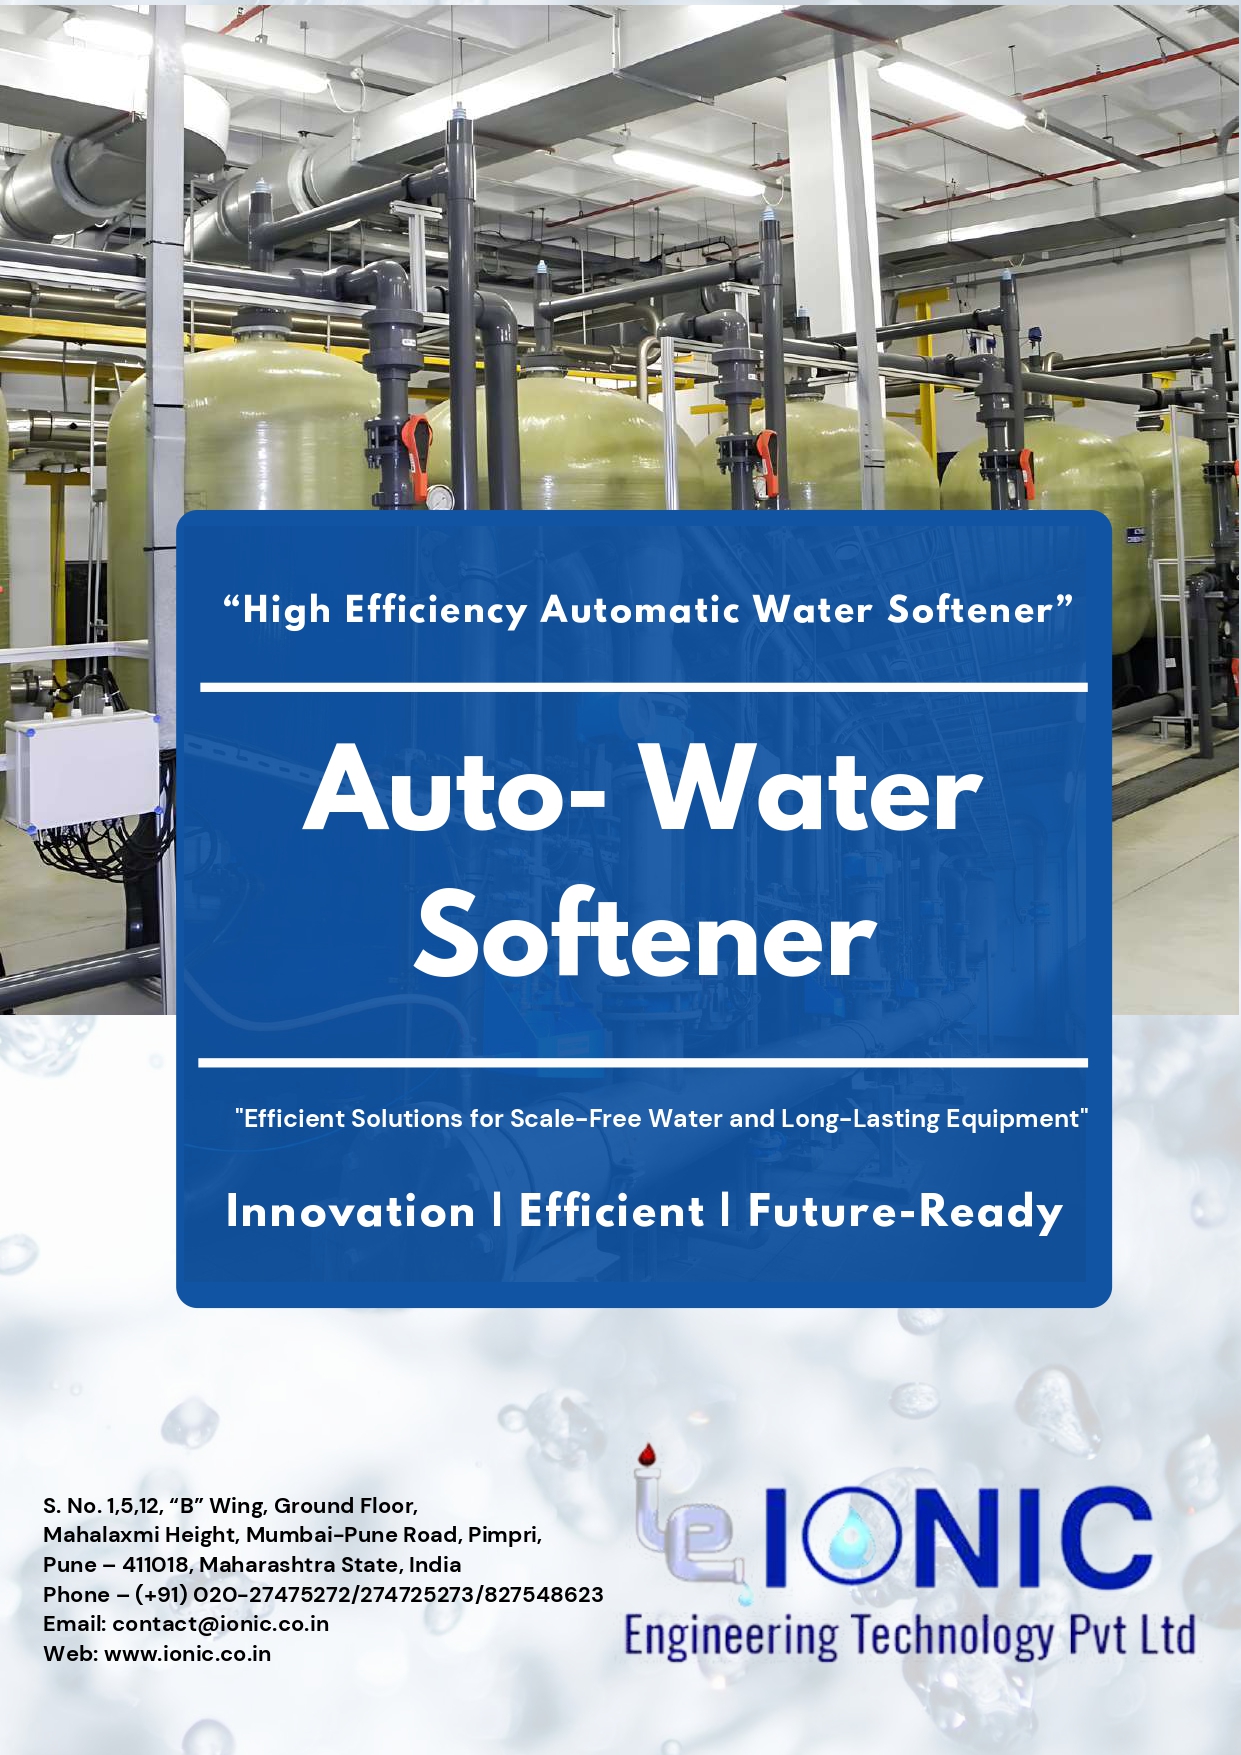 “High Efficiency Automatic Water Softener”
Auto- Water
Softener
"Efficient Solutions for Scale-Free Water and Long-Lasting Equipment"
Innovation | Efficient | Future-Ready
S. No. 1,5,12, “B” Wing, Ground Floor,
Mahalaxmi Height, Mumbai-Pune Road, Pimpri,
Pune – 411018, Maharashtra State, India
Phone – (+91) 020-27475272/274725273/827548623
Email: contact@ionic.co.in
Web: www.ionic.co.in
IONIC
Engineering Technology Pvt Ltd